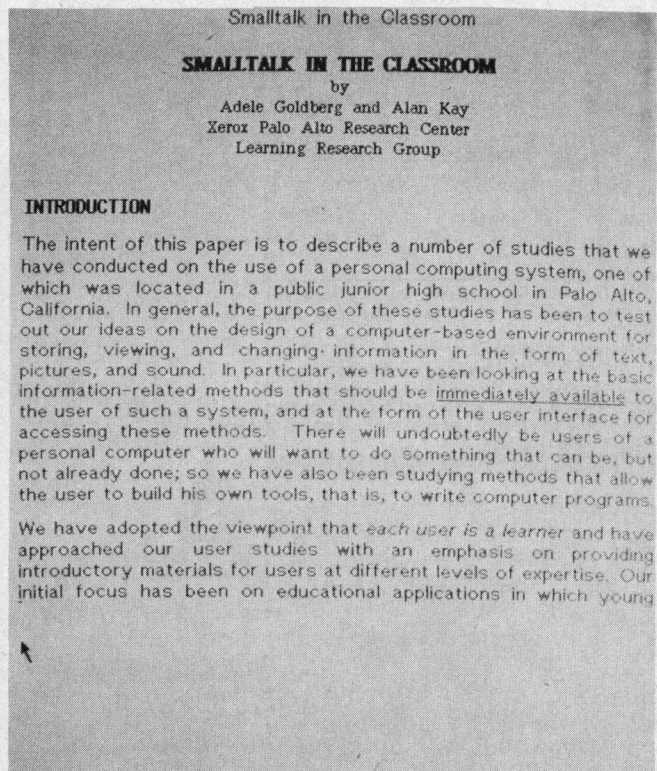 Smalltalk in the Classroom
SMALLTALK IN THE CLASSROOM
by
Adele Goldberg and Alan Kay
Xerox Palo Alto Research Center
Learning Research Group
INTRODUCTION
The intent of this paper is to describe a number of studies that we
have conducted on the use of a personal computing system, one of
which was located in a public junior high school in Palo Alto,
California. In general, the purpose of these studies has been to test
out our ideas on the design of a computer-based environment for
storing, viewing, and changing information in the form of text,
pictures, and sound. In particular, we have been looking at the basic
information-related methods that should be immediately available to
the user of such a system, and at the form of the user interface for
accessing these methods. There will undoubtedly be users of a
personal computer who will want to do something that can be, but
not already done; so we have also been studying methods that allow
the user to build his own tools, that is, to write computer programs.
We have adopted the viewpoint that each user is a learner and have
approached our user studies with an emphasis on providing
introductory materials for users at different levels of expertise. Our
initial focus has been on educational applications in which young